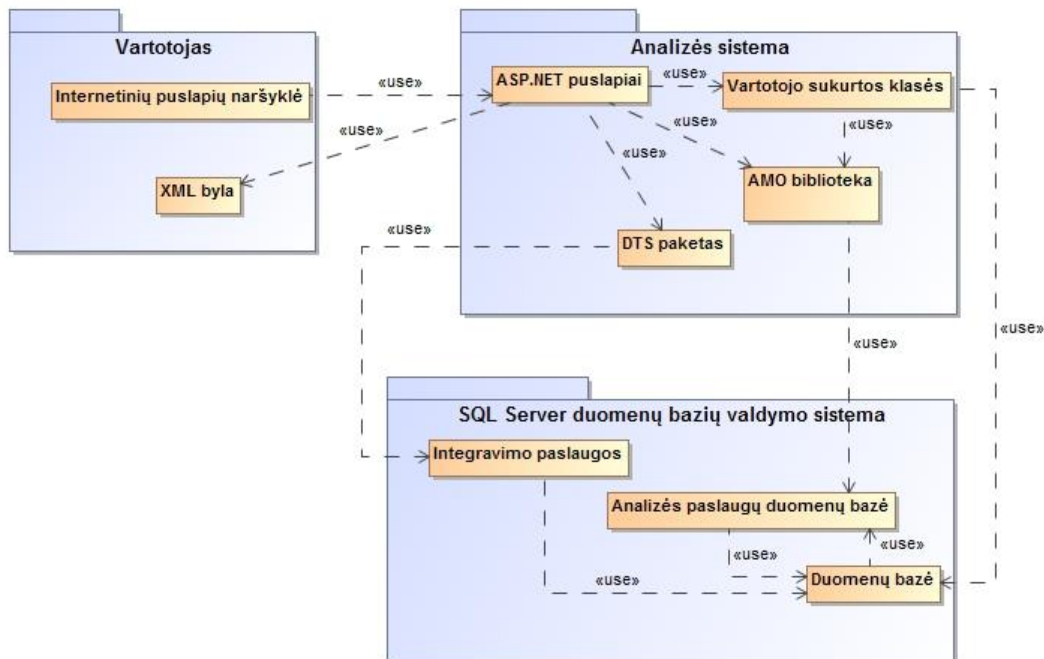 Vartotojas
Analizės sistema
Internetinių puslapių naršyklė
«use»
ASP.NET puslapiai
«use»
Vartotojo sukurtos klasės
«use»
«use»
«use»
«use»
XML byla
AMO biblioteka
«use»
DTS paketas
«use»
«use»
SQL Server duomenų bazių valdymo sistema
Integravimo paslaugos
Analizės paslaugų duomenų bazė
«use»
«use»
«use»
Duomenų bazė